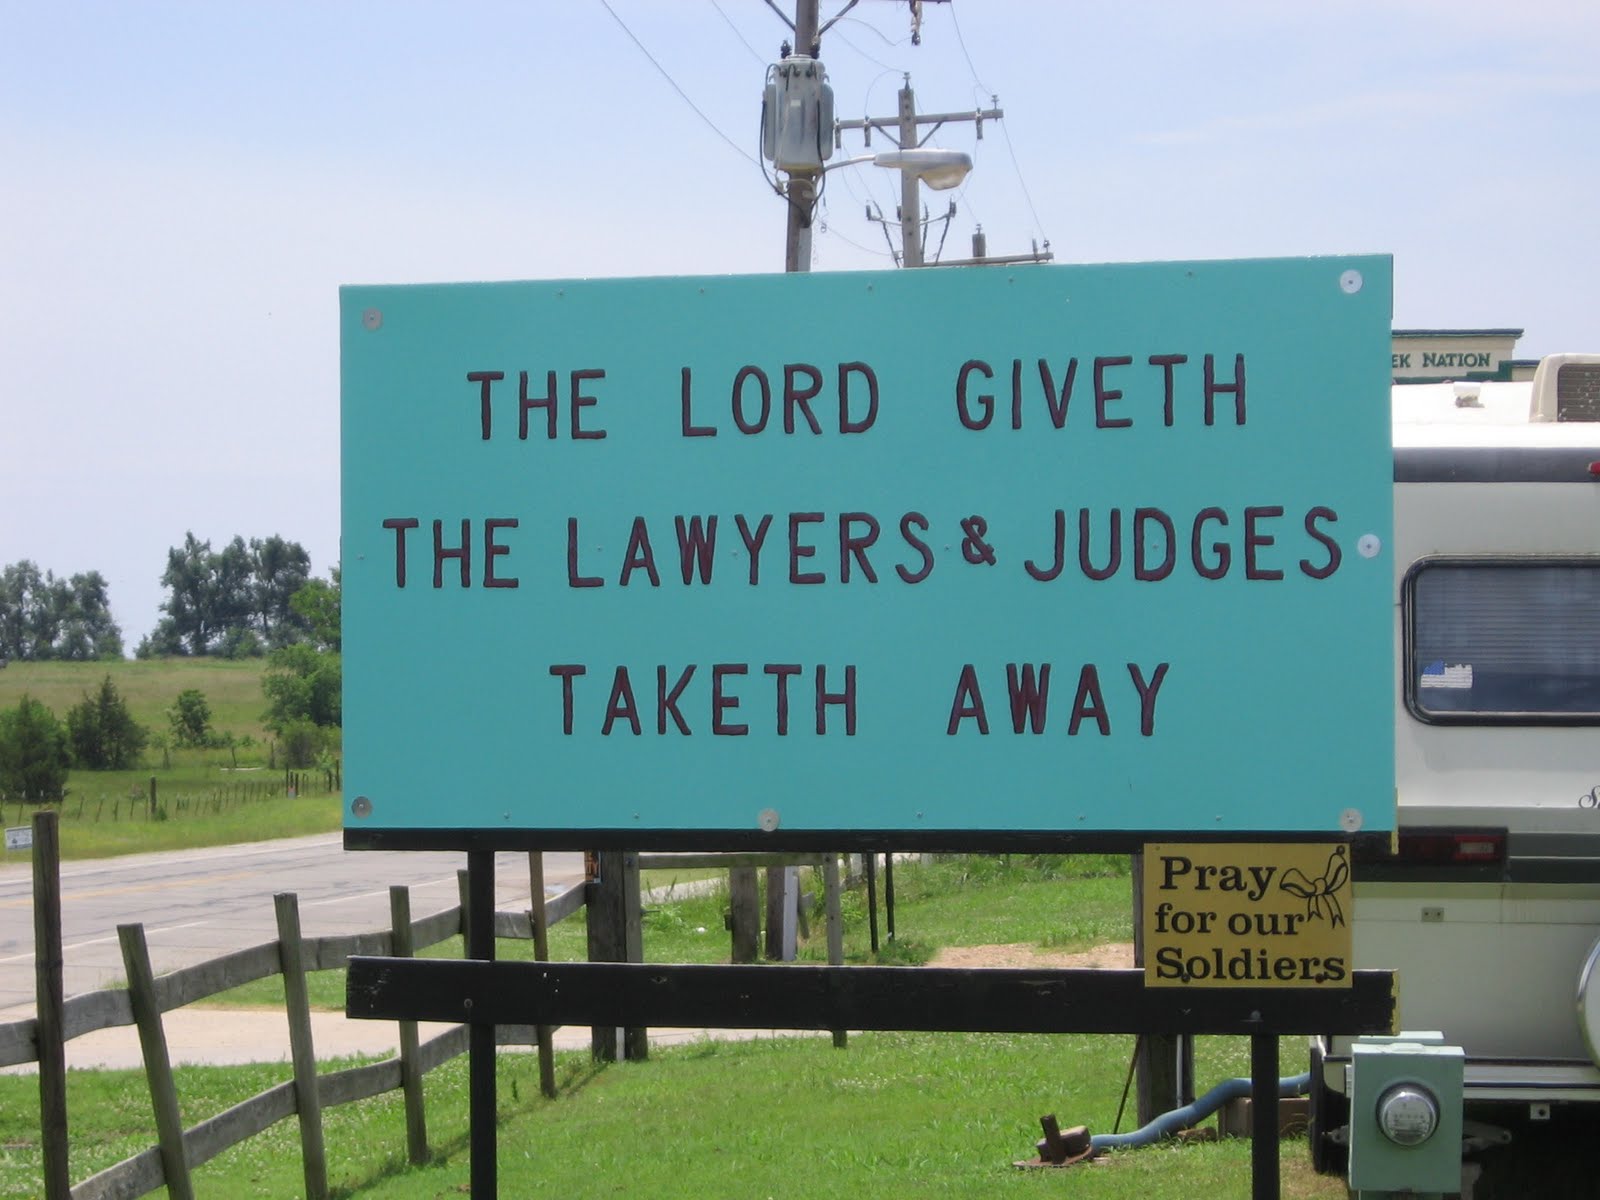 THE LORD GIVETH
THE LAWYERS & JUDGES
TAKETH AWAY
EK NATION
Pray
for our
Soldiers